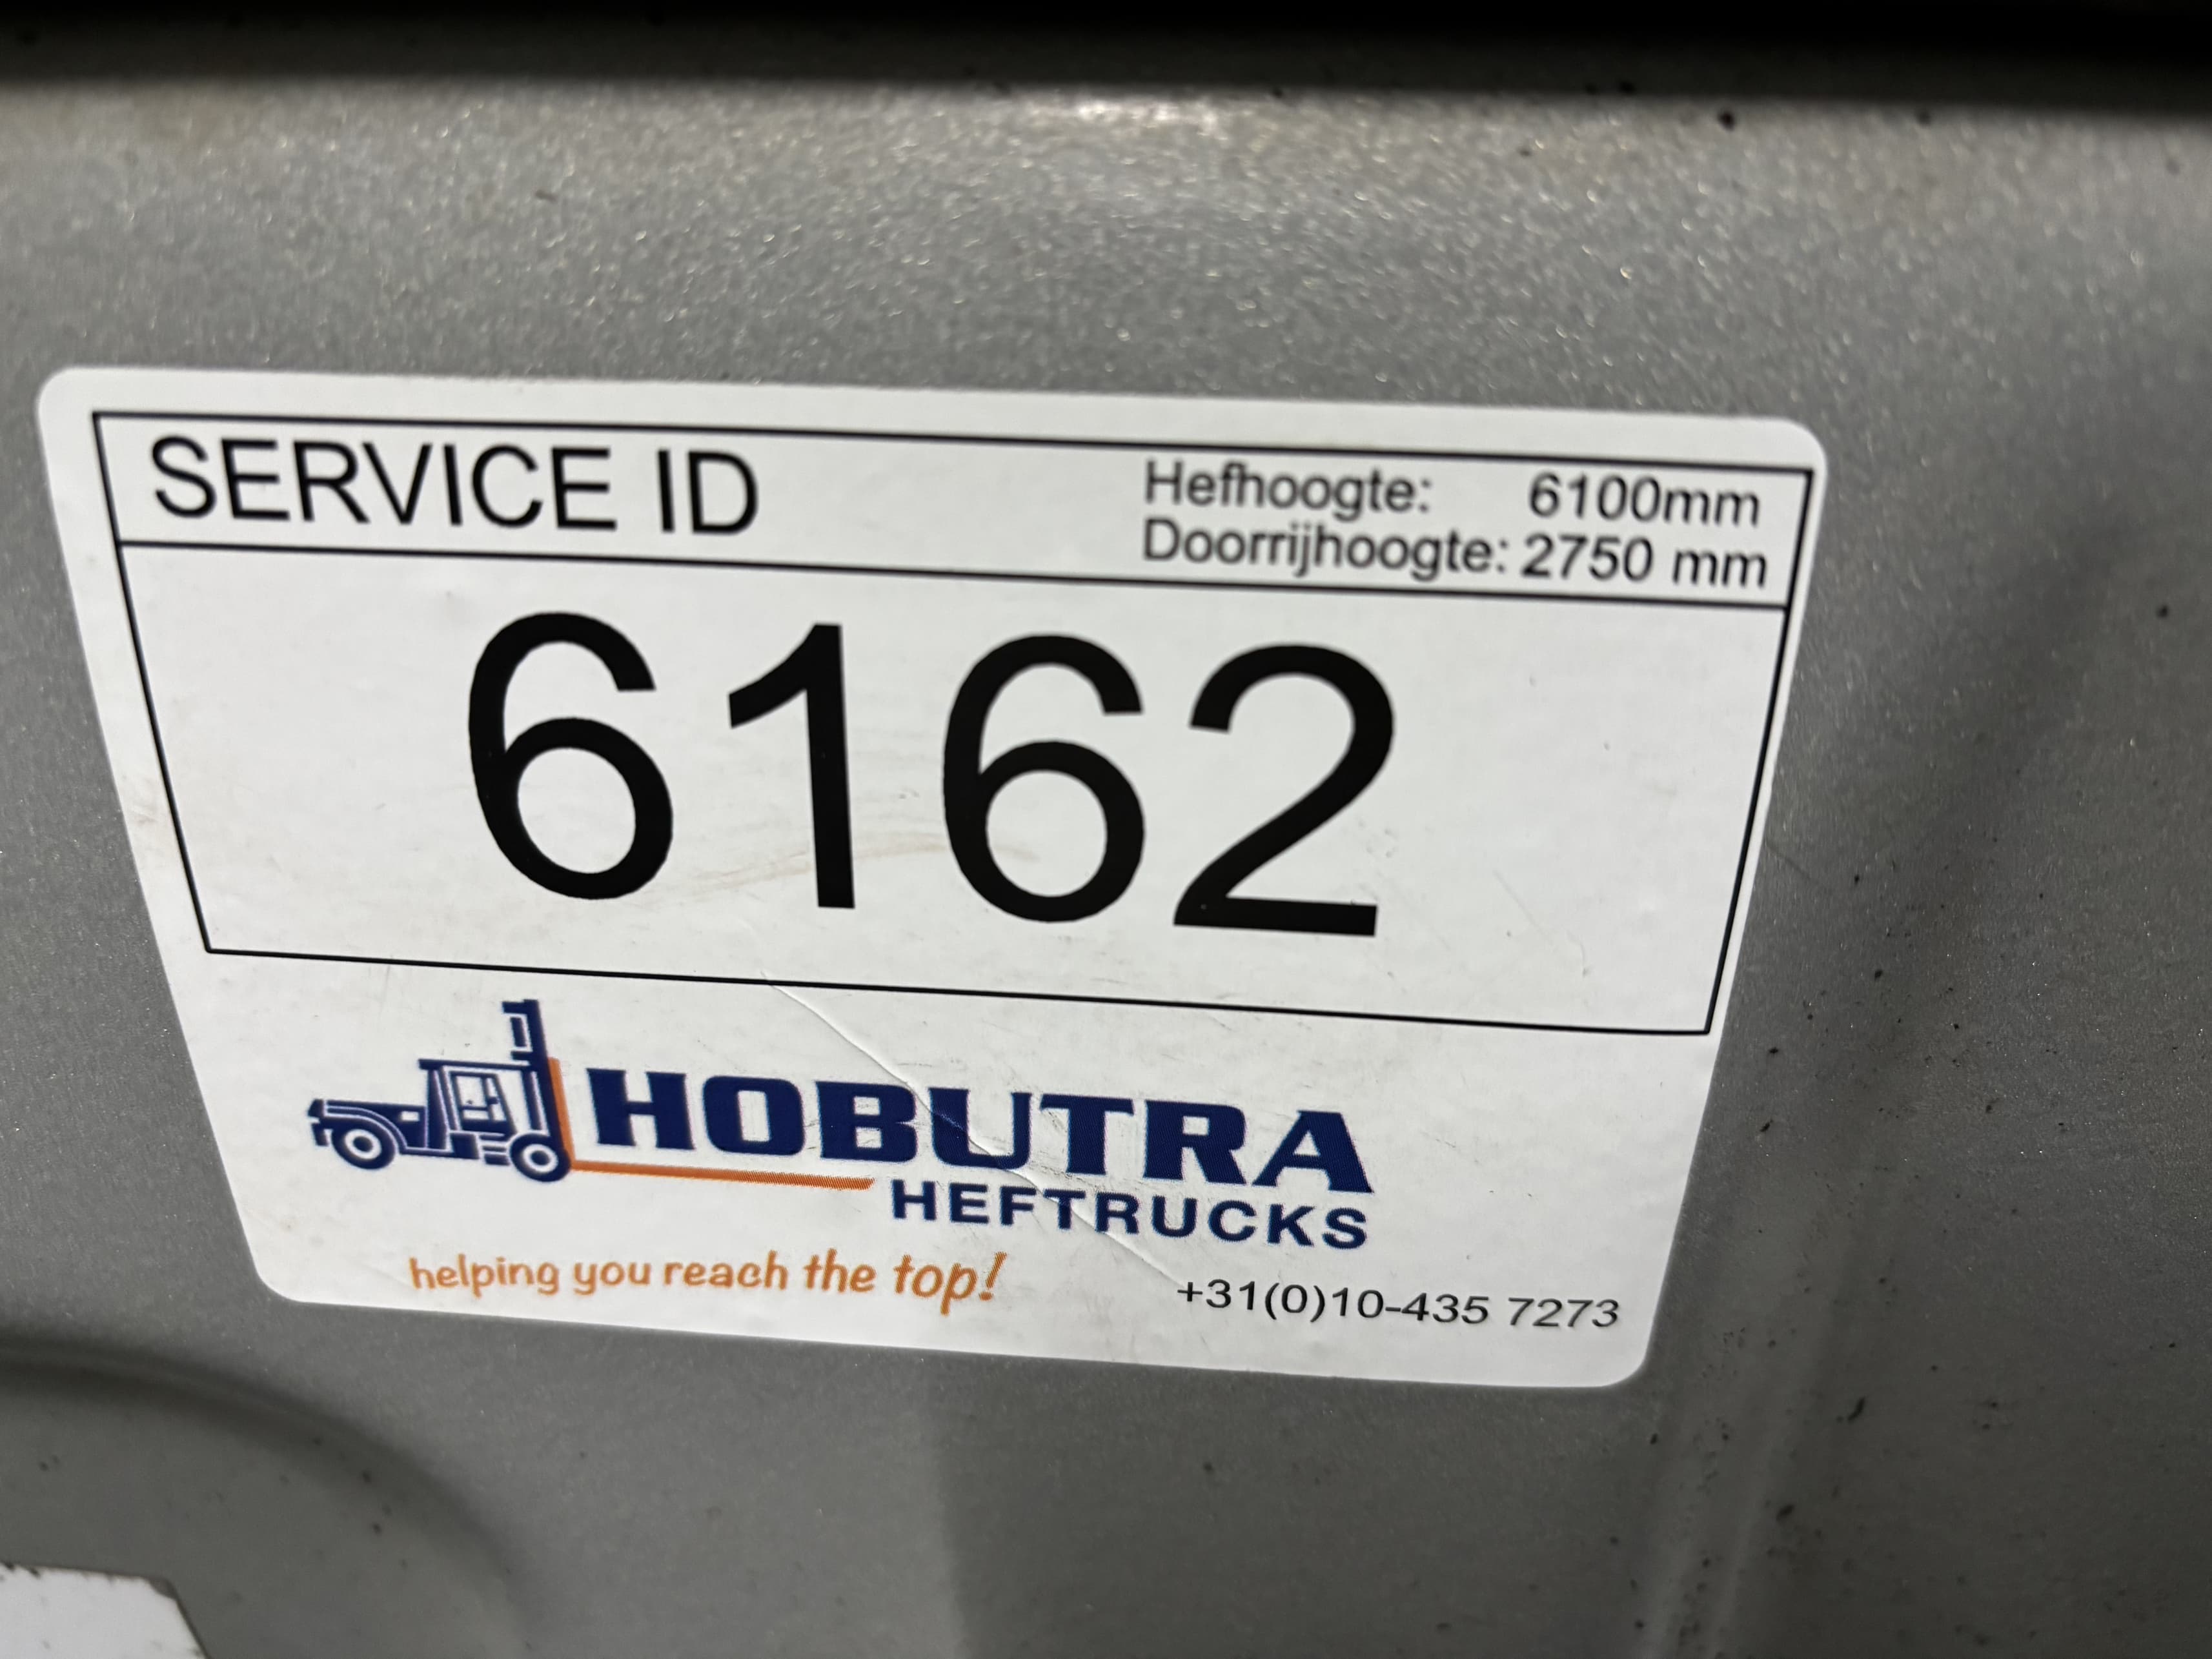 SERVICE ID
Hefhoogte: 6100mm
Doorrijhoogte: 2750 mm
6162
HOBUTRA
HEFTRUCKS
helping you reach the top!
+31(0)10-435 7273